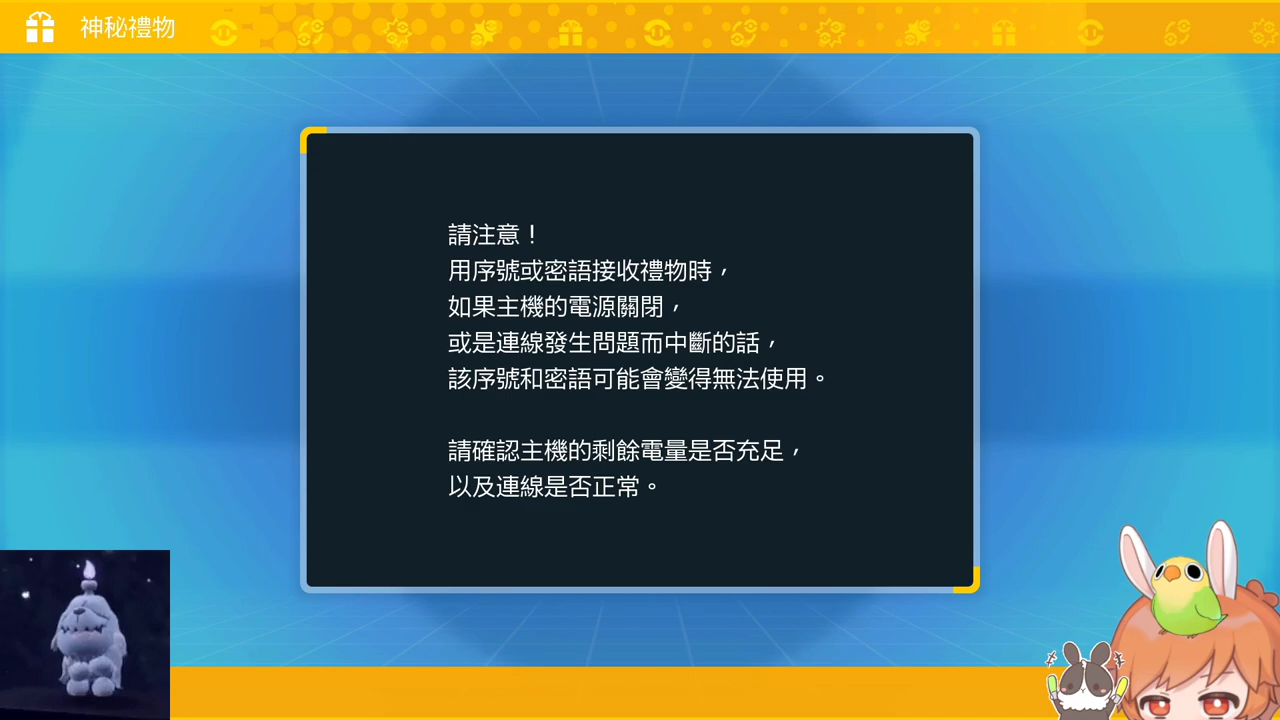 神秘禮物
請注意！
用序號或密語接收禮物時，
如果主機的電源關閉，
或是連線發生問題而中斷的話，
該序號和密語可能會變得無法使用。
請確認主機的剩餘電量是否充足，
以及連線是否正常。